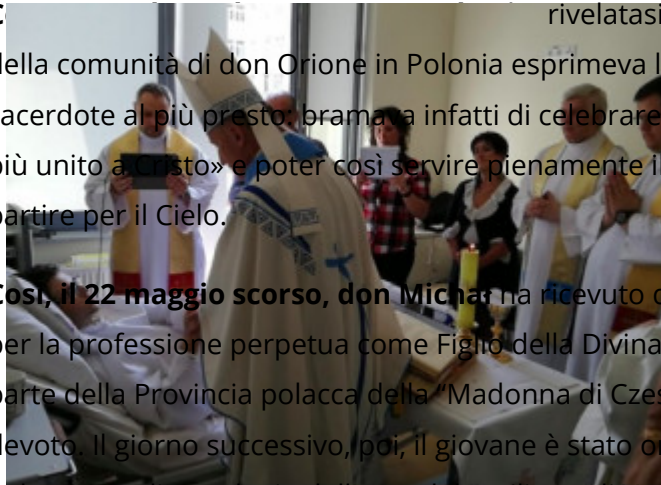 rivelatasi
della comunità di don Orione in Polonia esprimeva
sacerdote al più presto: bramava infatti di celebrare
più unito a Cristo» e poter così servire pienamente
partire per il Cielo.
Così, il 22 maggio scorso, don Michał ha ricevuto
per la professione perpetua come Figlio della Divina
parte della Provincia polacca della “Madonna di
devoto. Il giorno successivo, poi, il giovane è stato